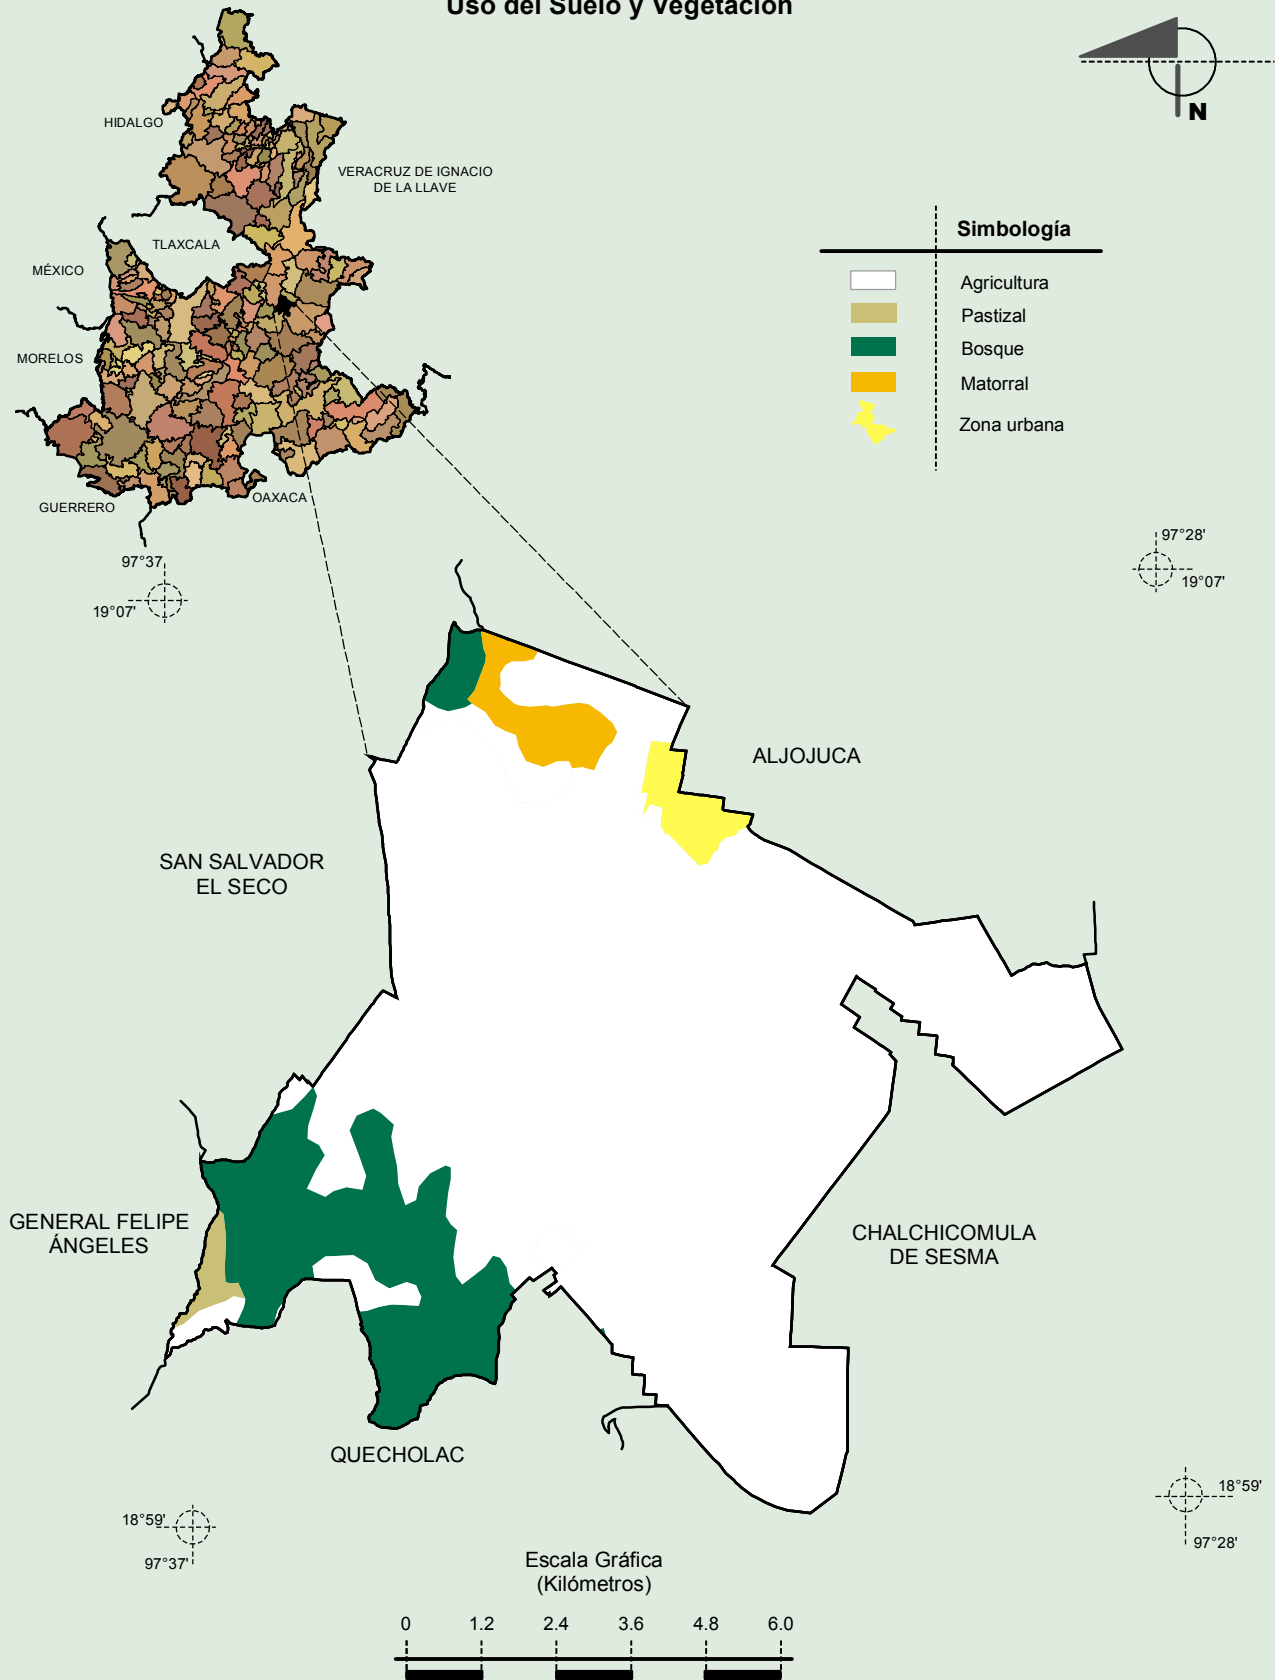 Uso del Suelo y Vegetación
N
HIDALGO
VERACRUZ DE IGNACIO
DE LA LLAVE
TLAXCALA
MÉXICO
MORELOS
GUERRERO
OAXACA
Simbología
Agricultura
Pastizal
Bosque
Matorral
Zona urbana
97°37'
19°07'
97°28'
19°07'
ALJOJUCA
SAN SALVADOR
EL SECO
GENERAL FELIPE
ÁNGELES
CHALCHICOMULA
DE SESMA
QUECHOLAC
18°59'
97°37'
18°59'
97°28'
Escala Gráfica
(Kilómetros)
0 1.2 2.4 3.6 4.8 6.0